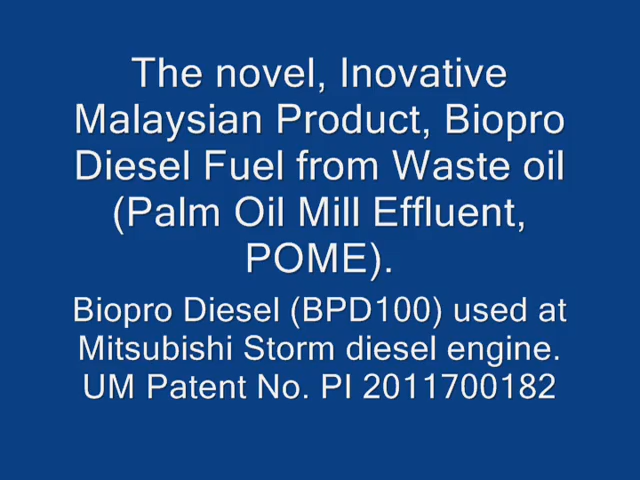 The novel, Inovative
Malaysian Product, Biopro
Diesel Fuel from Waste oil
(Palm Oil Mill Effluent,
POME).
Biopro Diesel (BPD100) used at
Mitsubishi Storm diesel engine.
UM Patent No. PI 2011700182